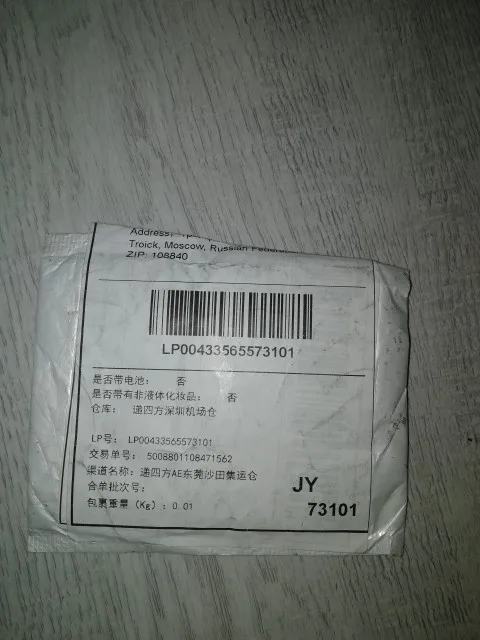 Address:
Troick, Moscow, Russian Federa
ZIP: 108840
LP00433565573101
是否带电池： 否
是否带有非液体化妆品： 否
仓库： 递四方深圳机场仓
LP号： LP00433565573101
交易单号： 5008801108471562
渠道名称：递四方AE东莞沙田集运仓
合单批次号：
JY
包裹重量（Kg）：0.01
73101